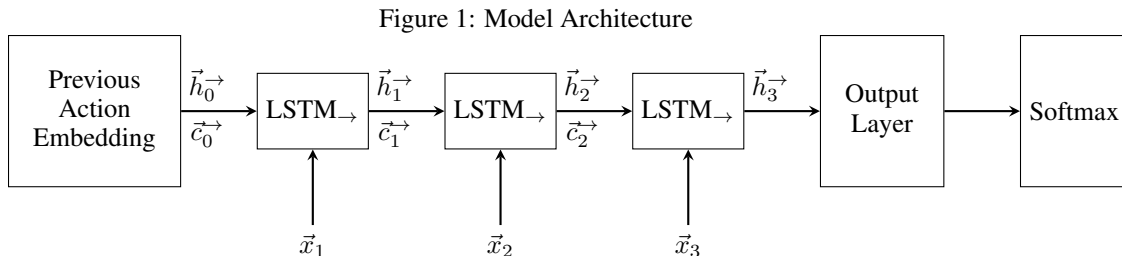 Figure 1: Model Architecture
Previous
Action
Embedding
h⃗₀→
c⃗₀→
LSTM→
h⃗₁→
c⃗₁→
LSTM→
h⃗₂→
c⃗₂→
LSTM→
h⃗₃→
Output
Layer
Softmax
x⃗₁
x⃗₂
x⃗₃